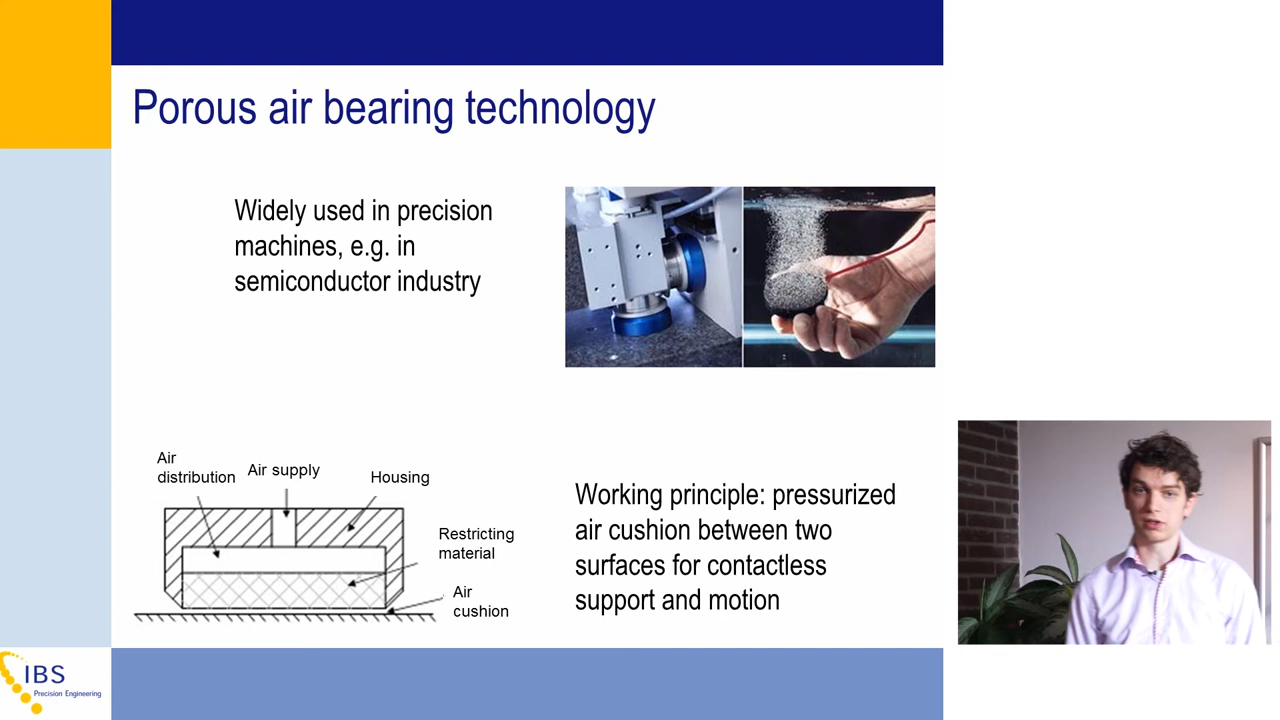 Porous air bearing technology
Widely used in precision
machines, e.g. in
semiconductor industry
Air
distribution
Air supply
Housing
Restricting
material
Air
cushion
Working principle: pressurized
air cushion between two
surfaces for contactless
support and motion
IBS
Precision Engineering